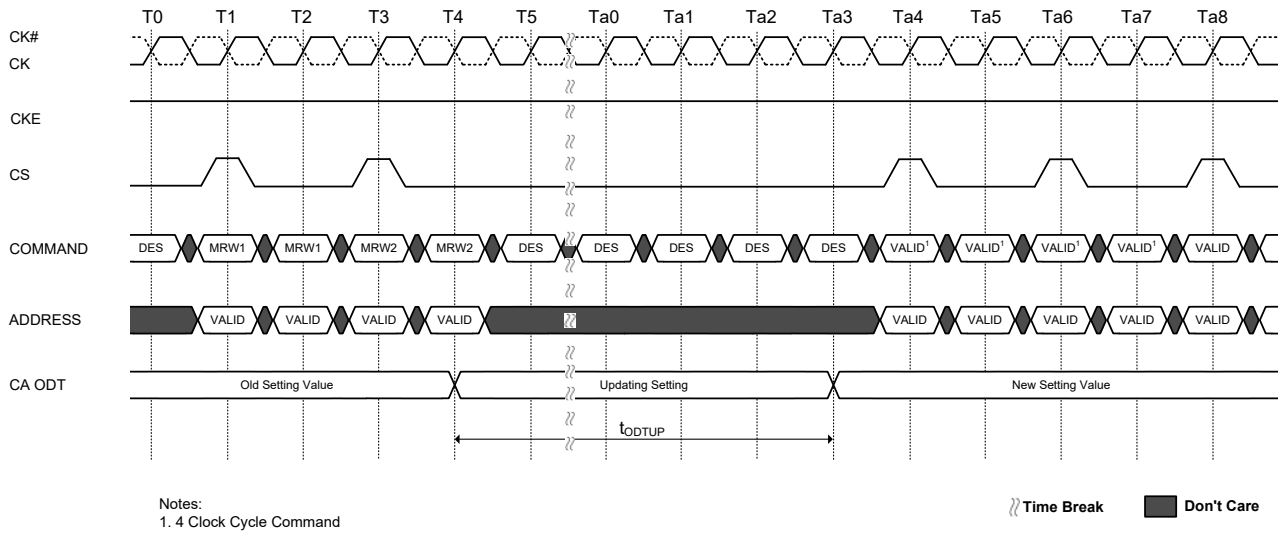 T0 T1 T2 T3 T4 T5 Ta0 Ta1 Ta2 Ta3 Ta4 Ta5 Ta6 Ta7 Ta8
CK#
CK
CKE
CS
COMMAND DES MRW1 MRW1 MRW2 MRW2 DES DES DES DES DES VALID¹ VALID¹ VALID¹ VALID¹ VALID
ADDRESS VALID VALID VALID VALID VALID VALID VALID VALID VALID
CA ODT Old Setting Value Updating Setting New Setting Value
tODTUP
Notes:
1. 4 Clock Cycle Command
Time Break Don't Care